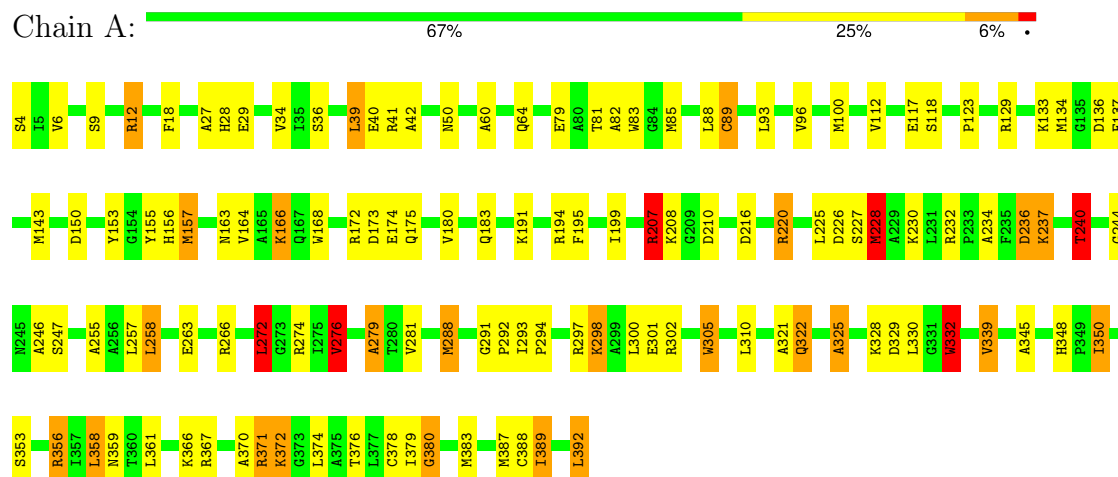 Chain A:
67% 25% 6% •
S4 I5 V6 S9 R12 F18 A27 H28 E29 V34 I35 S36 L39 E40 R41 A42 N50 A60 Q64 E79 A80 T81 A82 W83 G84 M85 L88 C89 L93 V96 M100 V112 E117 S118 P123 R129 K133 M134 G135 D136
M143 D150 Y153 G154 Y155 H156 M157 N163 V164 A165 K166 Q167 W168 R172 D173 E174 Q175 V180 Q183 K191 R194 F195 I199 R207 K208 G209 D210 D216 R220 L225 D226 S227 M228 A229 K230 L231 R232 P233 A234 F235 D236 K237 T240
N245 A246 S247 A255 A256 L257 L258 E263 R266 L272 G273 R274 I275 V276 A279 T280 V281 M288 G291 P292 I293 P294 R297 K298 A299 L300 E301 R302 W305 L310 A321 Q322 A325 K328 D329 L330 G331 W332 V339 A345 H348 P349 I350
S353 R356 I357 L358 N359 T360 L361 K366 R367 A370 R371 K372 G373 L374 A375 T376 L377 C378 I379 G380 M383 M387 C388 I389 L392